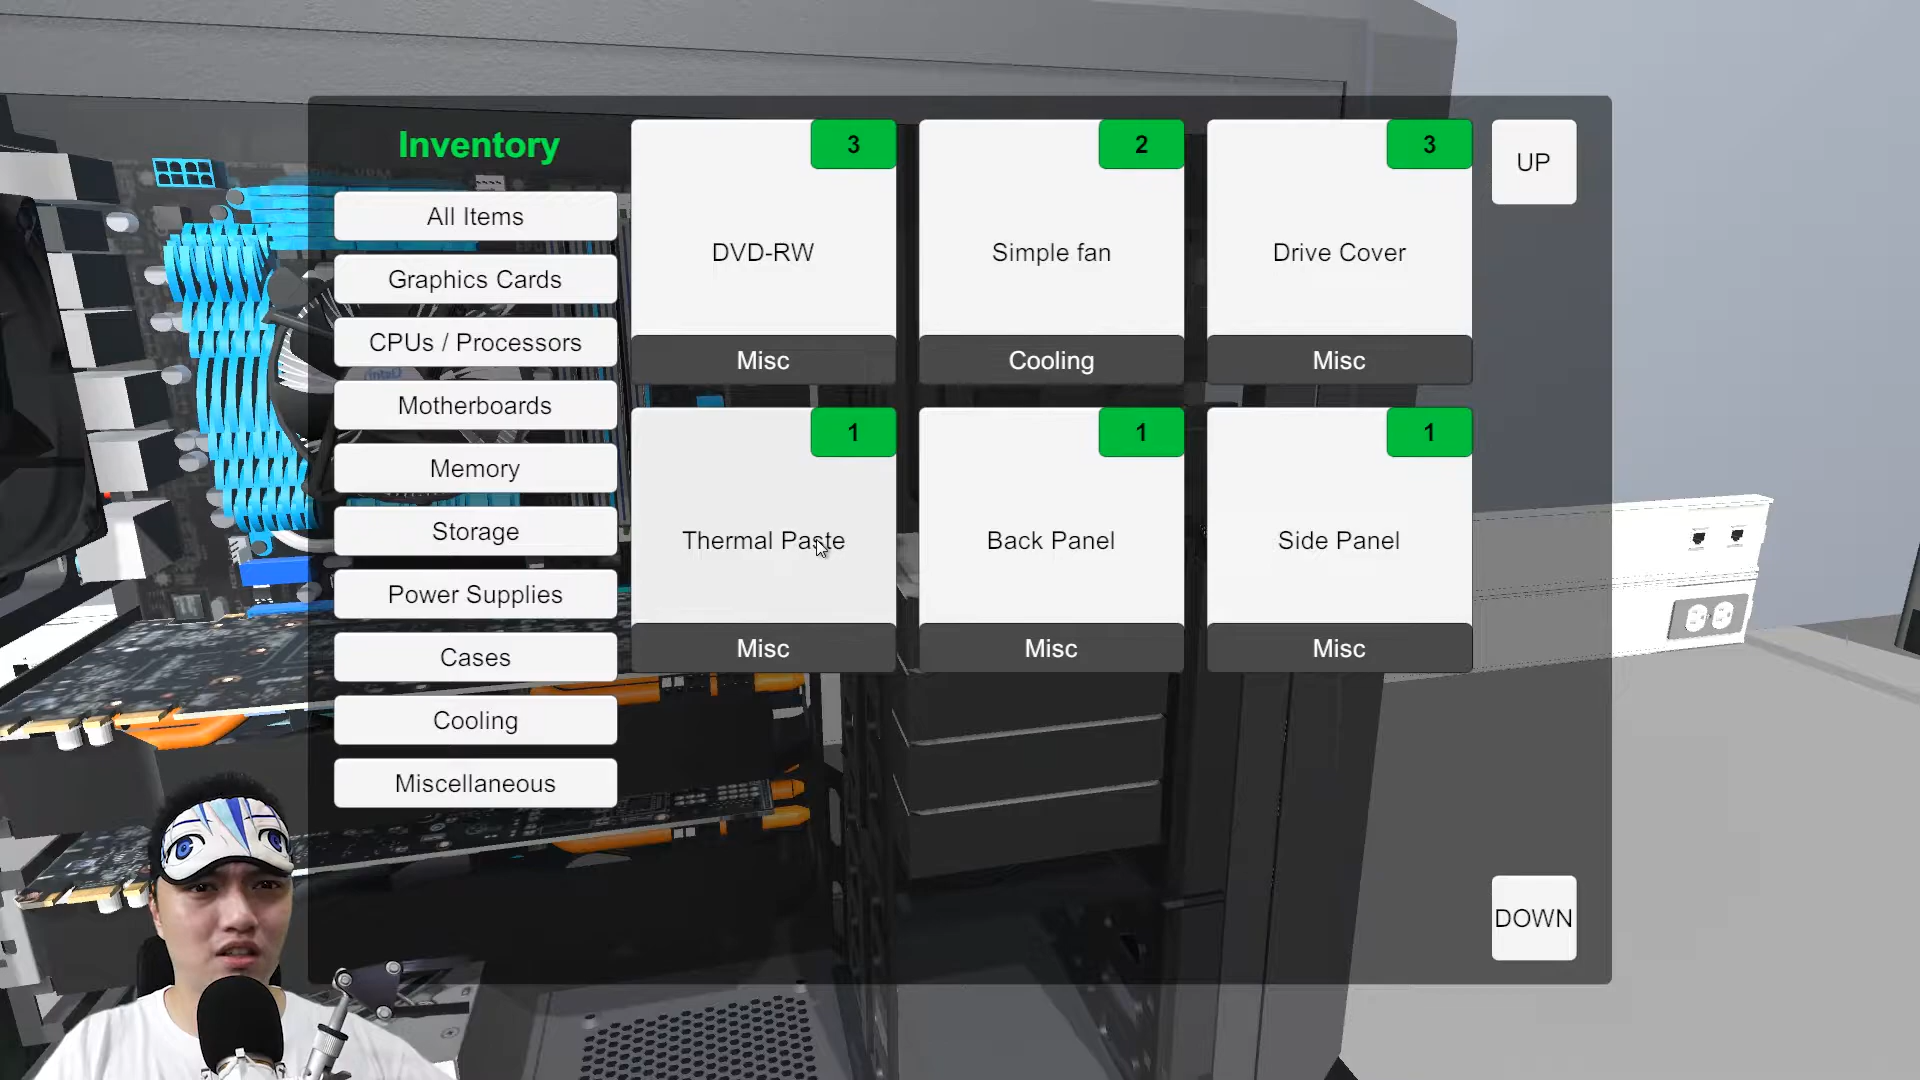 Inventory
All Items
Graphics Cards
CPUs / Processors
Motherboards
Memory
Storage
Power Supplies
Cases
Cooling
Miscellaneous
3
DVD-RW
Misc
2
Simple fan
Cooling
3
Drive Cover
Misc
1
Thermal Paste
Misc
1
Back Panel
Misc
1
Side Panel
Misc
UP
DOWN
intel